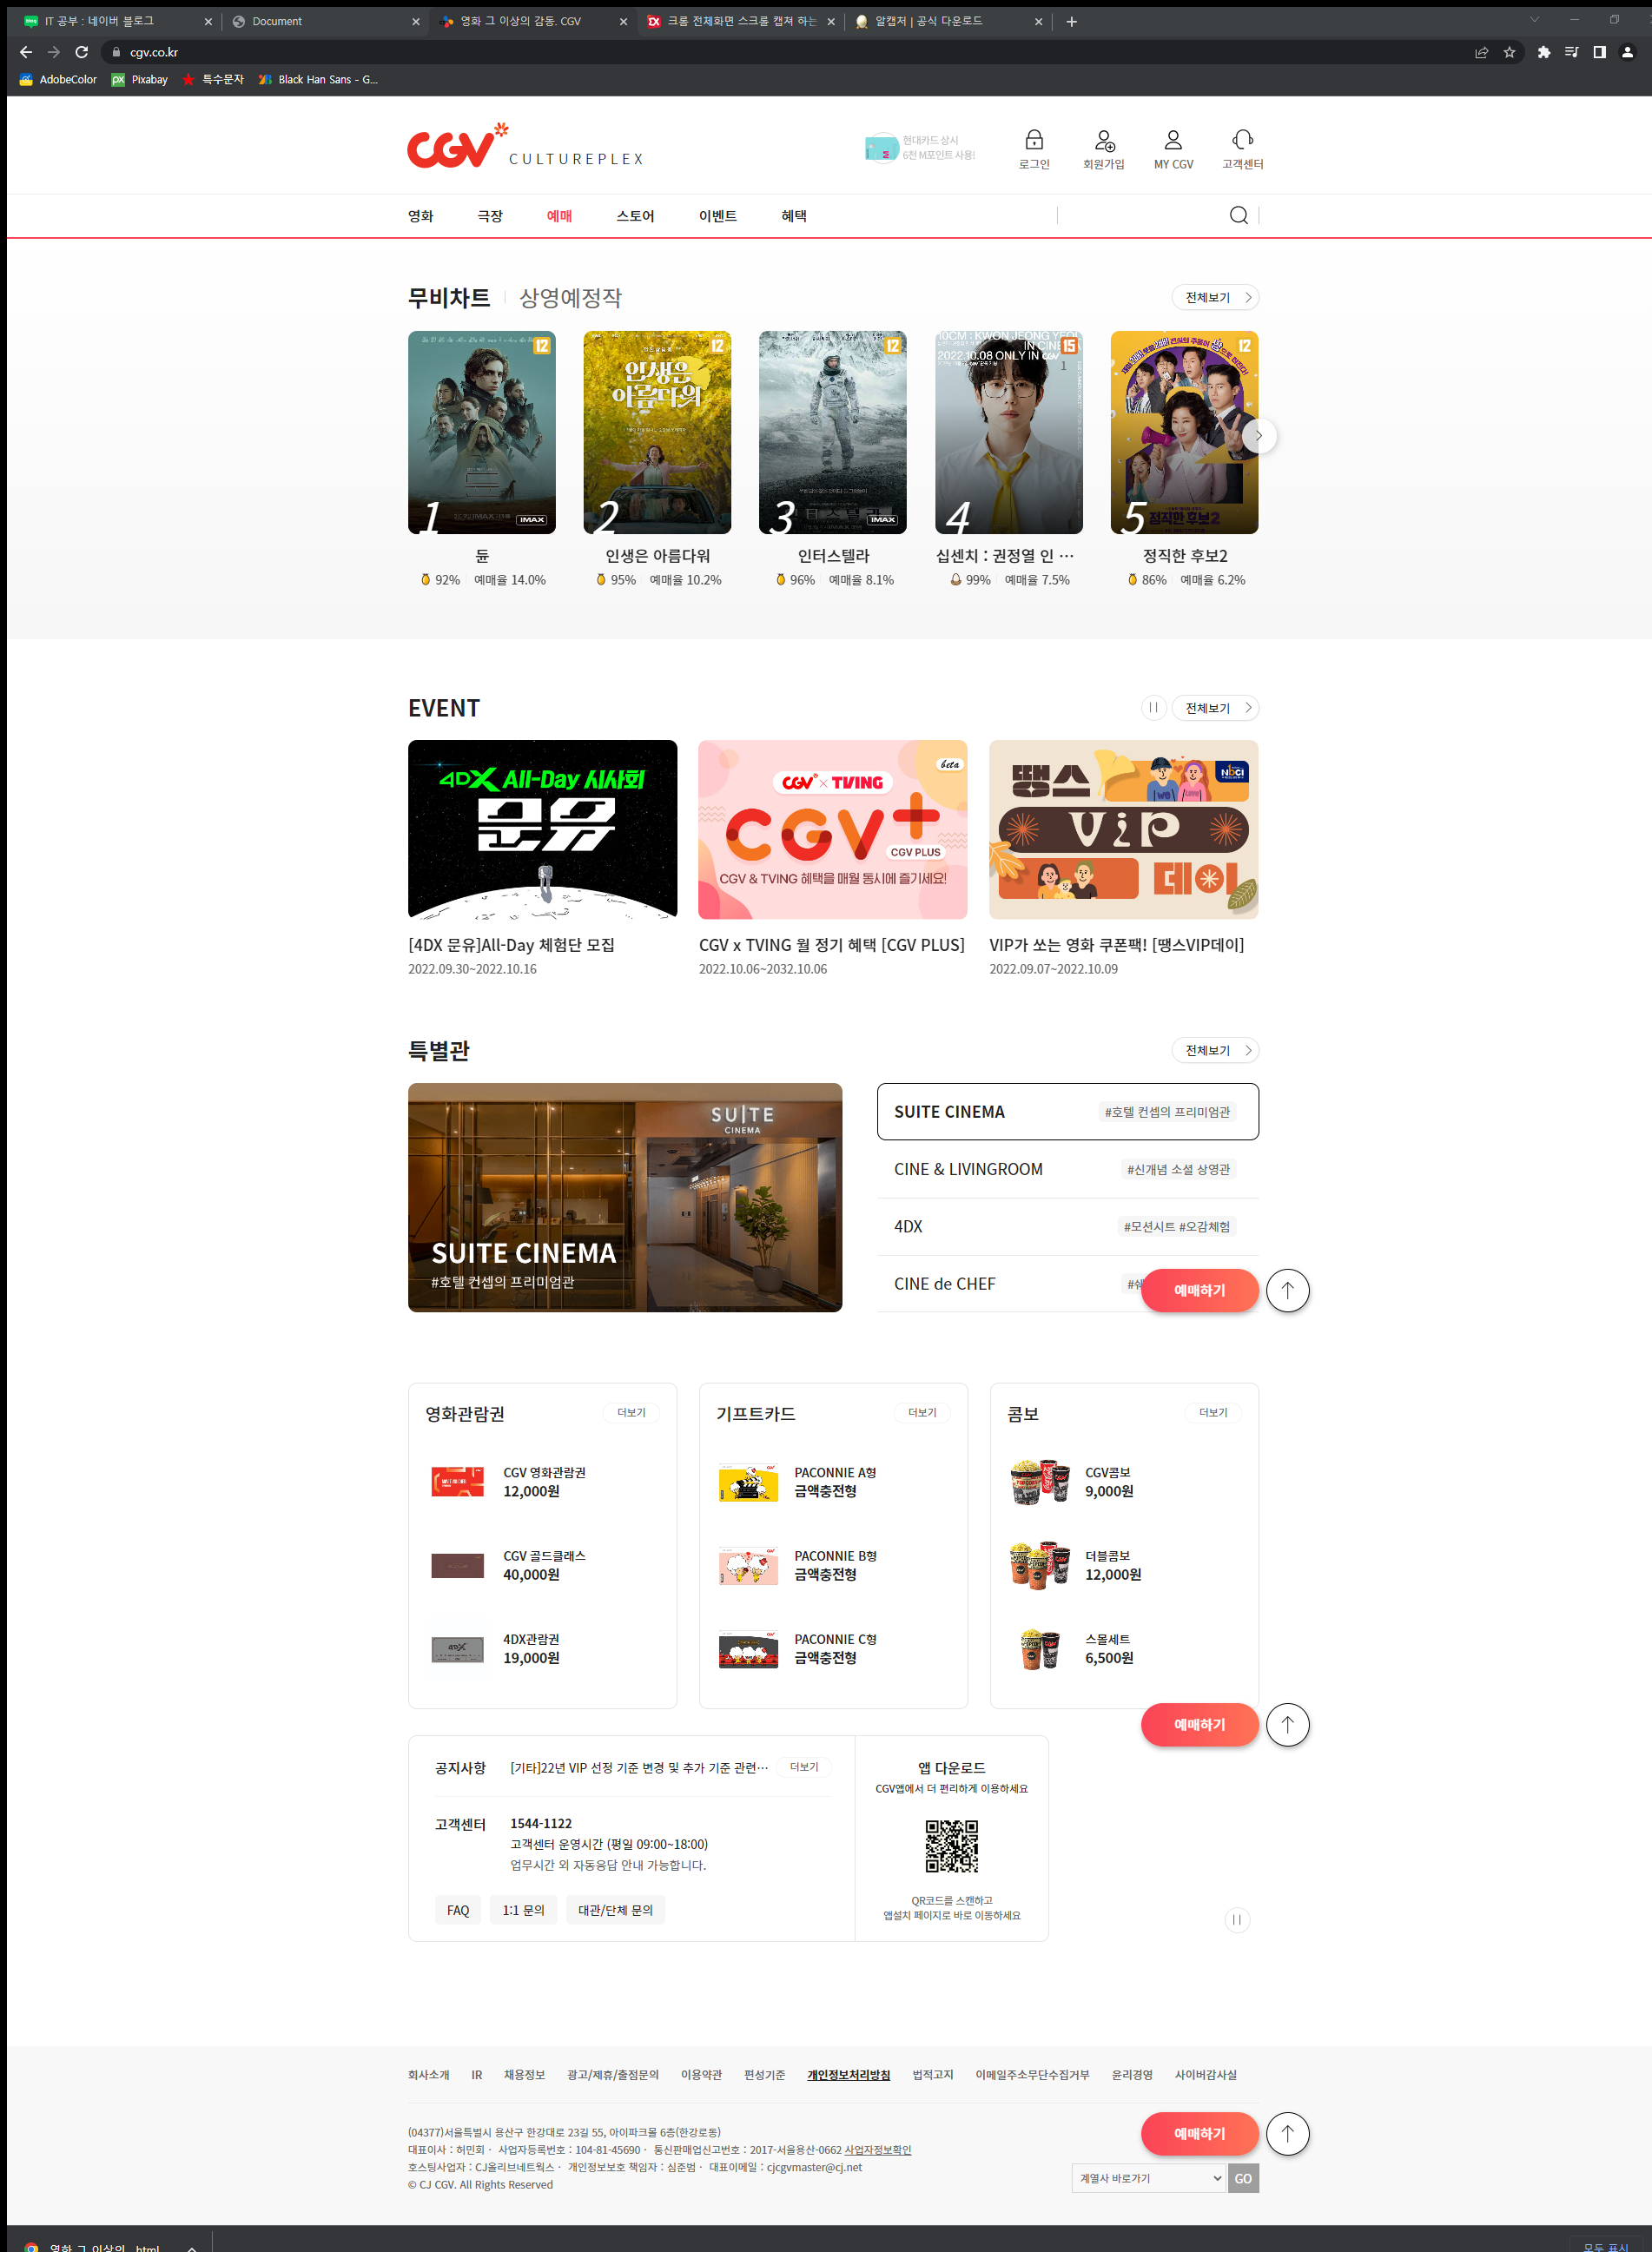 IT 공부 : 네이버 블로그
Document
영화 그 이상의 감동. CGV
크롬 전체화면 스크롤 캡쳐 하는
알캡처 | 공식 다운로드
cgv.co.kr
AdobeColor
Pixabay
특수문자
Black Han Sans - G...
CGV CULTUREPLEX
현대카드 상시
6천 M포인트 사용!
로그인
회원가입
MY CGV
고객센터
영화
극장
예매
스토어
이벤트
혜택
무비차트
상영예정작
전체보기
12
1
IMAX
12
인생은
아름다워
2
12
3
IMAX
10CM : KWON JEONG YEOL
IN CINEMA
2022.10.08 ONLY IN CGV
15
4
12
5
정직한 후보2
듄
92% 예매율 14.0%
인생은 아름다워
95% 예매율 10.2%
인터스텔라
96% 예매율 8.1%
십센치 : 권정열 인 …
99% 예매율 7.5%
정직한 후보2
86% 예매율 6.2%
EVENT
전체보기
4DX All-Day 시사회
문유
beta
CGV × TVING
CGV+
CGV PLUS
CGV & TVING 혜택을 매월 동시에 즐기세요!
땡스
NBCI
VIP
데이
[4DX 문유]All-Day 체험단 모집
2022.09.30~2022.10.16
CGV x TVING 월 정기 혜택 [CGV PLUS]
2022.10.06~2032.10.06
VIP가 쏘는 영화 쿠폰팩! [땡스VIP데이]
2022.09.07~2022.10.09
특별관
전체보기
SUITE
CINEMA
SUITE CINEMA
#호텔 컨셉의 프리미엄관
SUITE CINEMA
#호텔 컨셉의 프리미엄관
CINE & LIVINGROOM
#신개념 소셜 상영관
4DX
#모션시트 #오감체험
CINE de CHEF
예매하기
영화관람권
더보기
CGV 영화관람권
12,000원
CGV 골드클래스
40,000원
4DX
4DX관람권
19,000원
기프트카드
더보기
PACONNIE A형
금액충전형
PACONNIE B형
금액충전형
PACONNIE C형
금액충전형
콤보
더보기
CGV콤보
9,000원
더블콤보
12,000원
스몰세트
6,500원
예매하기
공지사항
[기타]22년 VIP 선정 기준 변경 및 추가 기준 관련…
더보기
고객센터
1544-1122
고객센터 운영시간 (평일 09:00~18:00)
업무시간 외 자동응답 안내 가능합니다.
FAQ
1:1 문의
대관/단체 문의
앱 다운로드
CGV앱에서 더 편리하게 이용하세요
QR코드를 스캔하고
앱설치 페이지로 바로 이동하세요
회사소개
IR
채용정보
광고/제휴/출점문의
이용약관
편성기준
개인정보처리방침
법적고지
이메일주소무단수집거부
윤리경영
사이버감사실
(04377)서울특별시 용산구 한강대로 23길 55, 아이파크몰 6층(한강로동)
대표이사 : 허민회 · 사업자등록번호 : 104-81-45690 · 통신판매업신고번호 : 2017-서울용산-0662 사업자정보확인
호스팅사업자 : CJ올리브네트웍스 · 개인정보보호 책임자 : 심준범 · 대표이메일 : cjcgvmaster@cj.net
© CJ CGV. All Rights Reserved
예매하기
계열사 바로가기
GO
영화 그 이상의....html
모두 표시